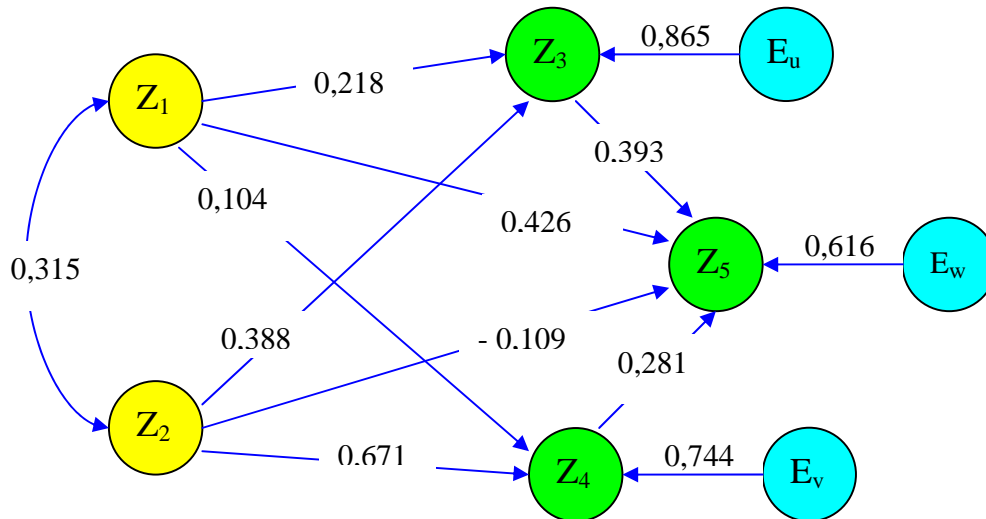 Z₃
0,865
Eᵤ
Z₁
0,218
0,393
0,104
0,426
0,315
Z₅
0,616
E_w
0,388
- 0,109
0,281
Z₂
0,671
Z₄
0,744
Eᵥ